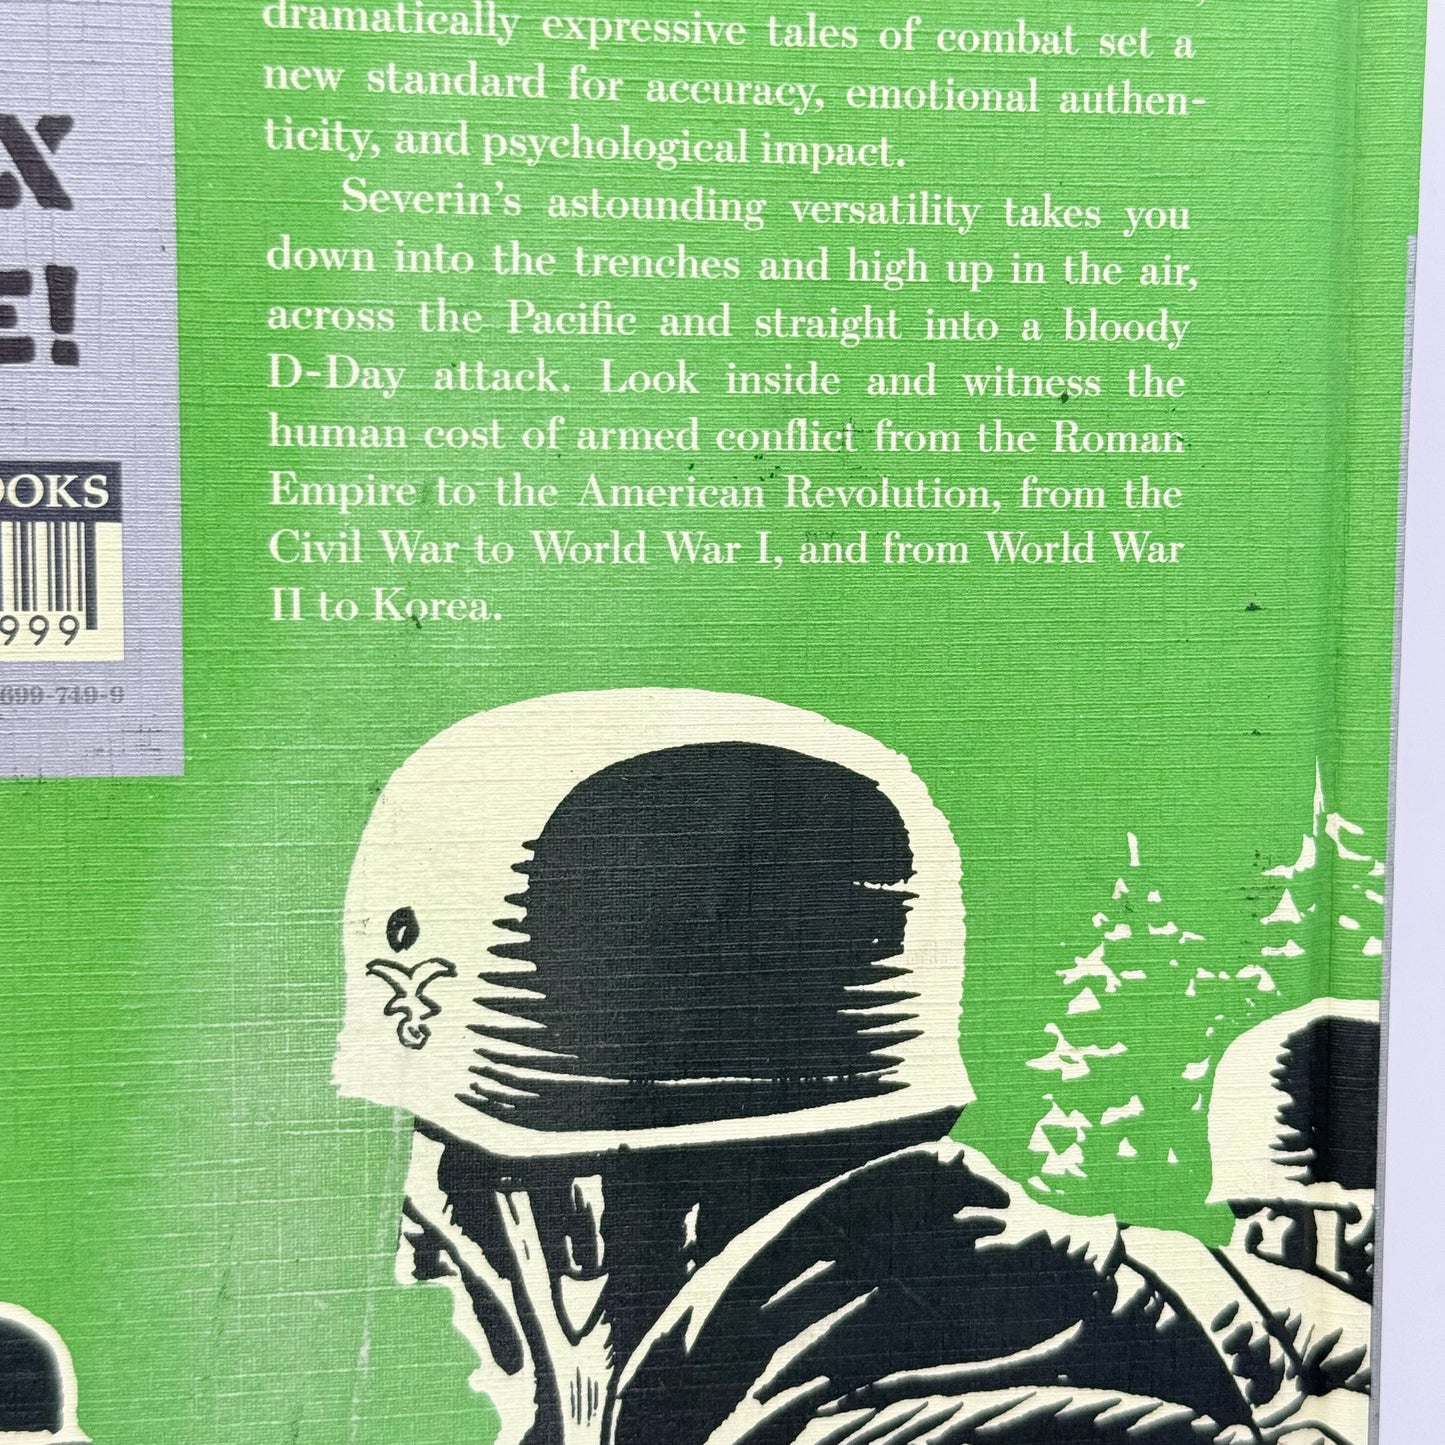 dramatically expressive tales of combat set a
new standard for accuracy, emotional authen-
ticity, and psychological impact.
Severin's astounding versatility takes you
down into the trenches and high up in the air,
across the Pacific and straight into a bloody
D-Day attack. Look inside and witness the
human cost of armed conflict from the Roman
Empire to the American Revolution, from the
Civil War to World War I, and from World War
II to Korea.
X
E!
OOKS
999
699-749-9